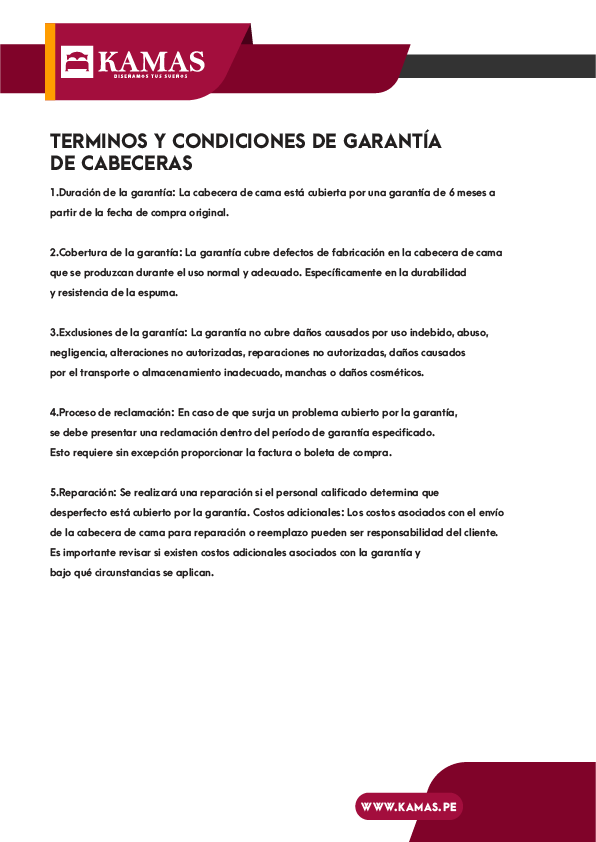 KAMAS
DISEÑAMOS TUS SUEÑOS
TERMINOS Y CONDICIONES DE GARANTÍA
DE CABECERAS
1.Duración de la garantía: La cabecera de cama está cubierta por una garantía de 6 meses a
partir de la fecha de compra original.
2.Cobertura de la garantía: La garantía cubre defectos de fabricación en la cabecera de cama
que se produzcan durante el uso normal y adecuado. Específicamente en la durabilidad
y resistencia de la espuma.
3.Exclusiones de la garantía: La garantía no cubre daños causados por uso indebido, abuso,
negligencia, alteraciones no autorizadas, reparaciones no autorizadas, daños causados
por el transporte o almacenamiento inadecuado, manchas o daños cosméticos.
4.Proceso de reclamación: En caso de que surja un problema cubierto por la garantía,
se debe presentar una reclamación dentro del período de garantía especificado.
Esto requiere sin excepción proporcionar la factura o boleta de compra.
5.Reparación: Se realizará una reparación si el personal calificado determina que
desperfecto está cubierto por la garantía. Costos adicionales: Los costos asociados con el envío
de la cabecera de cama para reparación o reemplazo pueden ser responsabilidad del cliente.
Es importante revisar si existen costos adicionales asociados con la garantía y
bajo qué circunstancias se aplican.
WWW.KAMAS.PE